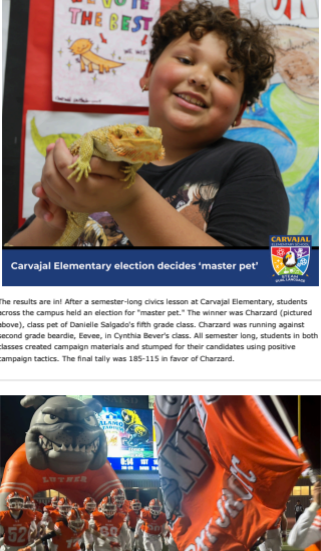 THE BEST
CARVAJAL
STEAM
DUAL LANGUAGE
Carvajal Elementary election decides ‘master pet’
The results are in! After a semester-long civics lesson at Carvajal Elementary, students
across the campus held an election for "master pet." The winner was Charzard (pictured
above), class pet of Danielle Salgado's fifth grade class. Charzard was running against
second grade beardie, Eevee, in Cynthia Bever's class. All semester long, students in both
classes created campaign materials and stumped for their candidates using positive
campaign tactics. The final tally was 185-115 in favor of Charzard.
52